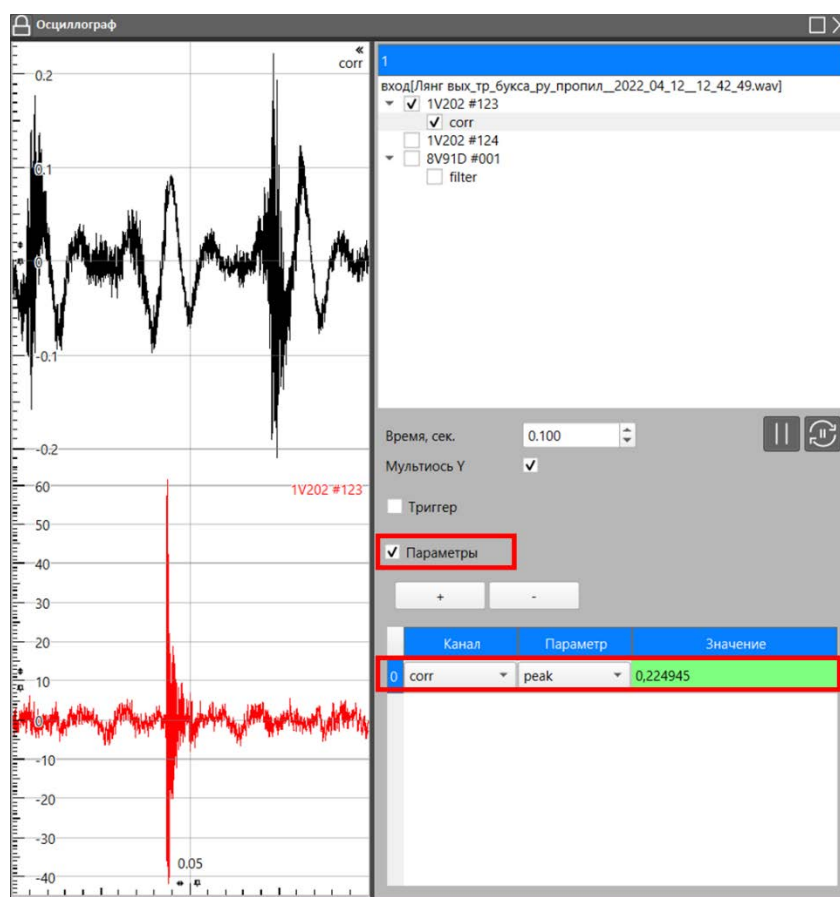 Осциллограф
«
corr
0.2
0.1
0
-0.1
-0.2
1V202 #123
60
50
40
30
20
10
0
-10
-20
-30
-40
0.05
1
вход[Лянг вых_тр_букса_ру_пропил__2022_04_12__12_42_49.wav]
1V202 #123
corr
1V202 #124
8V91D #001
filter
Время, сек. 0.100
Мультиось Y
Триггер
Параметры
+ -
Канал Параметр Значение
0 corr peak 0,224945